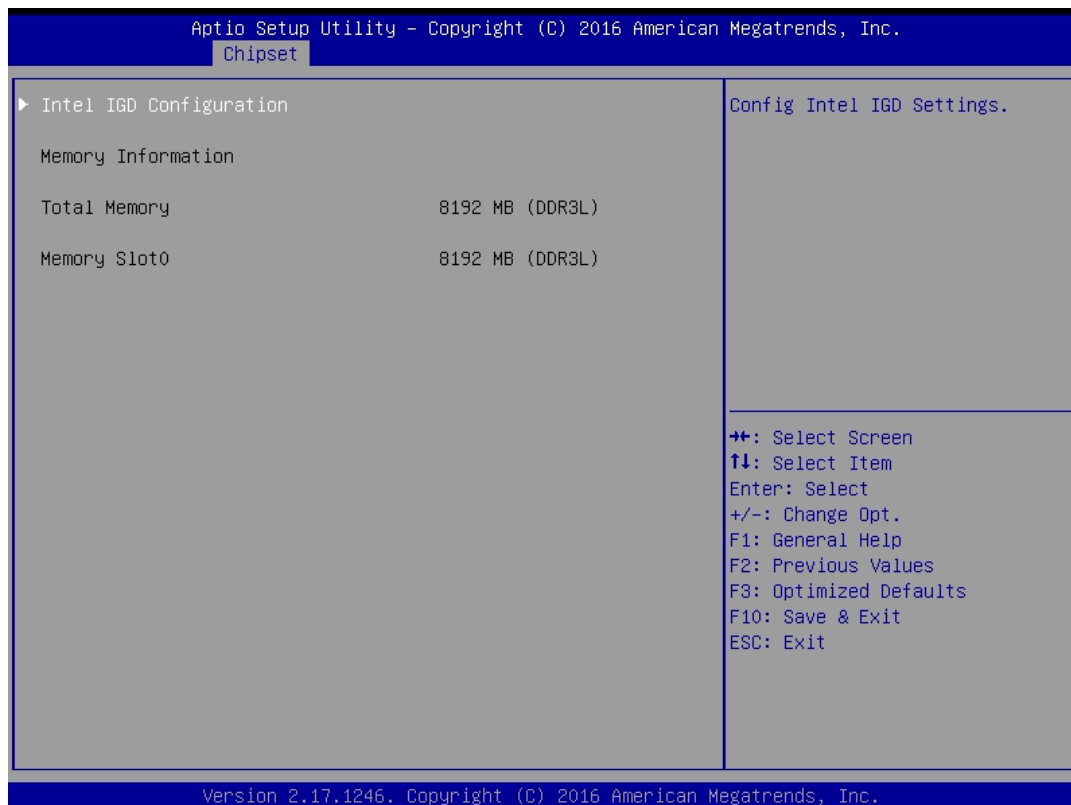 Aptio Setup Utility – Copyright (C) 2016 American Megatrends, Inc.
Chipset
► Intel IGD Configuration
Memory Information
Total Memory 8192 MB (DDR3L)
Memory Slot0 8192 MB (DDR3L)
Config Intel IGD Settings.
→←: Select Screen
↑↓: Select Item
Enter: Select
+/-: Change Opt.
F1: General Help
F2: Previous Values
F3: Optimized Defaults
F10: Save & Exit
ESC: Exit
Version 2.17.1246. Copyright (C) 2016 American Megatrends, Inc.